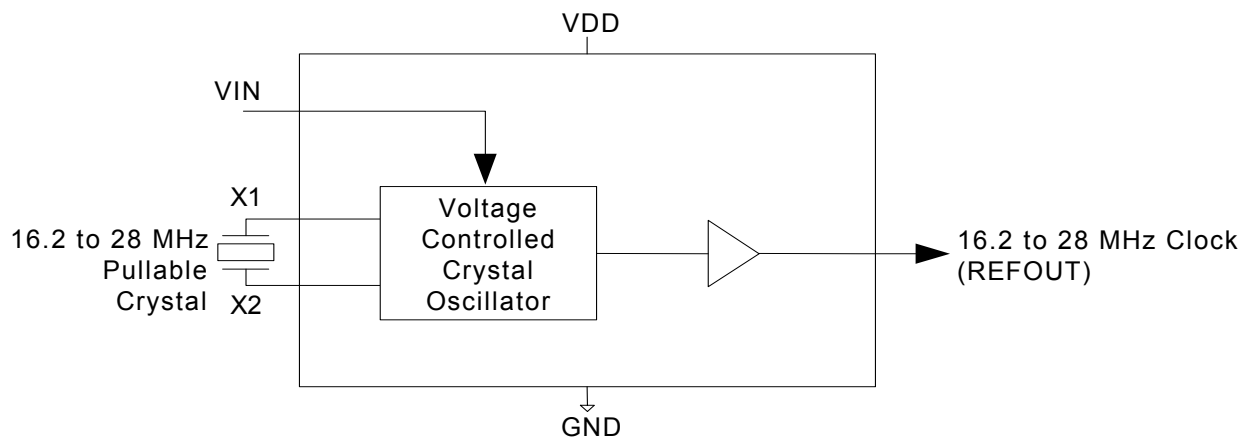 VDD
VIN
X1
16.2 to 28 MHz
Pullable
Crystal
X2
Voltage
Controlled
Crystal
Oscillator
16.2 to 28 MHz Clock
(REFOUT)
GND